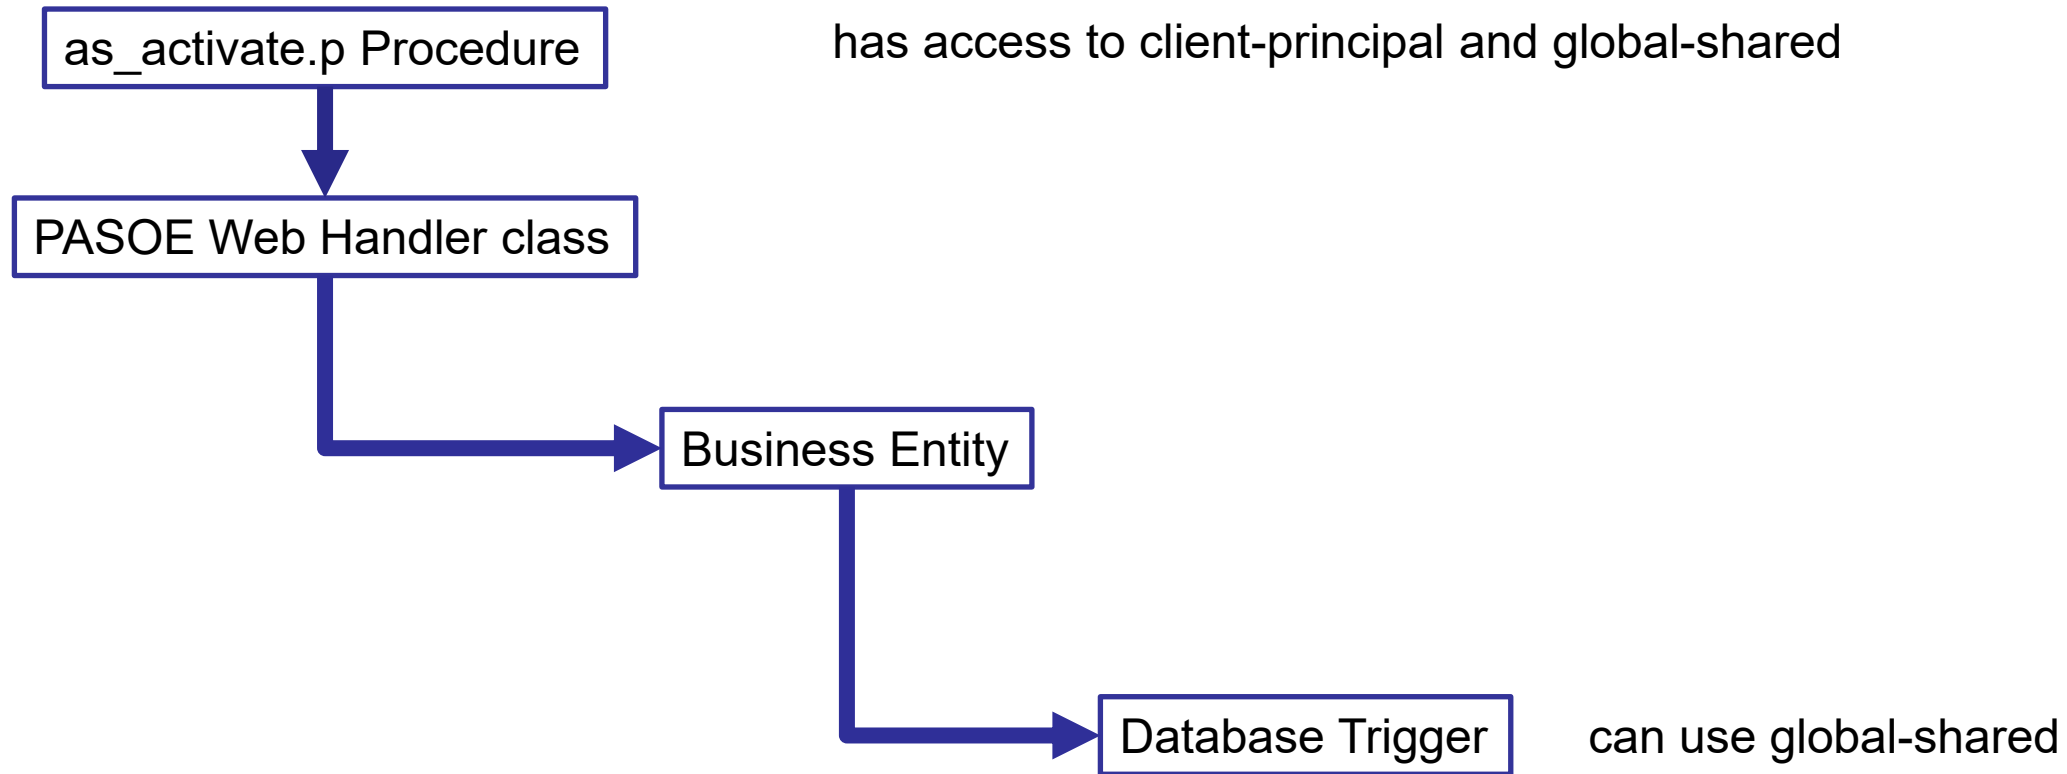 as_activate.p Procedure
has access to client-principal and global-shared
PASOE Web Handler class
Business Entity
Database Trigger
can use global-shared